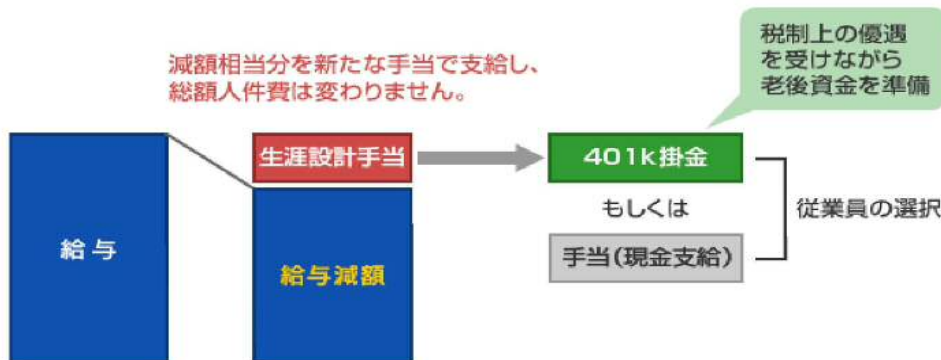 税制上の優遇
を受けながら
老後資金を準備
減額相当分を新たな手当で支給し、
総額人件費は変わりません。
生涯設計手当
401k掛金
もしくは
従業員の選択
給与
手当(現金支給)
給与減額